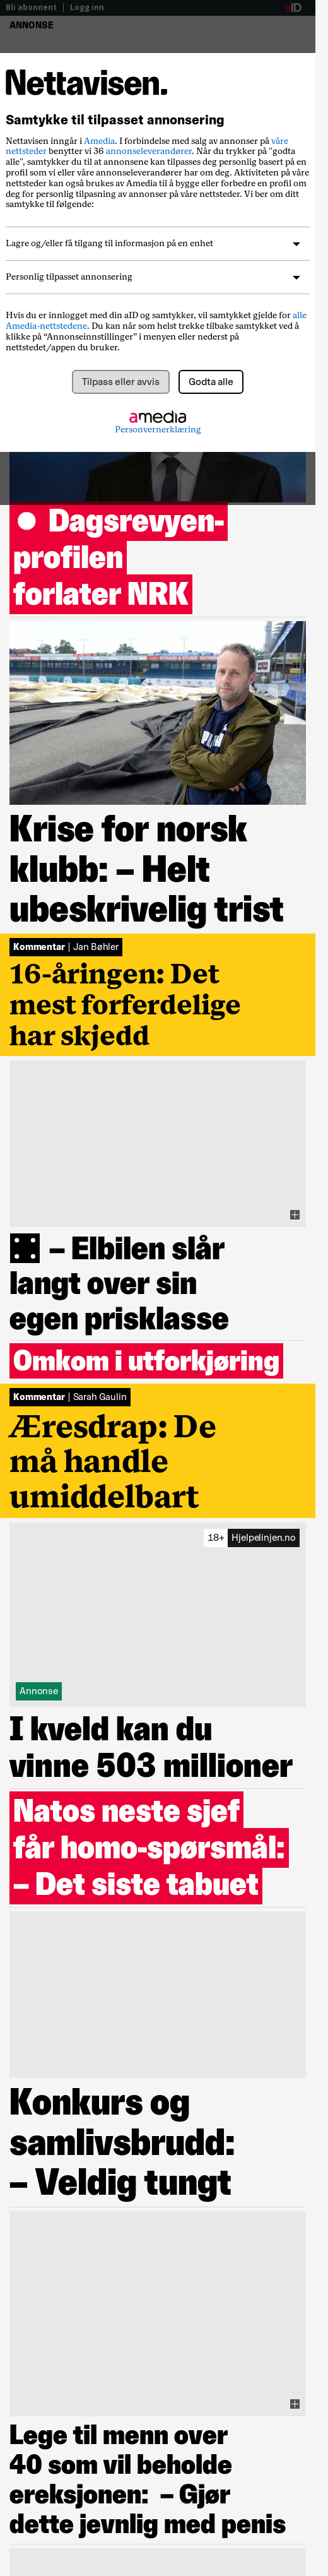 Bli abonnent | Logg inn
aID
ANNONSE
Nettavisen.
Samtykke til tilpasset annonsering
Nettavisen inngår i Amedia. I forbindelse med salg av annonser på våre
nettsteder benytter vi 36 annonseleverandører. Når du trykker på "godta
alle", samtykker du til at annonsene kan tilpasses deg personlig basert på en
profil som vi eller våre annonseleverandører har om deg. Aktiviteten på våre
nettsteder kan også brukes av Amedia til å bygge eller forbedre en profil om
deg for personlig tilpasning av annonser på våre nettsteder. Vi ber om ditt
samtykke til følgende:
Lagre og/eller få tilgang til informasjon på en enhet
Personlig tilpasset annonsering
Hvis du er innlogget med din aID og samtykker, vil samtykket gjelde for alle
Amedia-nettstedene. Du kan når som helst trekke tilbake samtykket ved å
klikke på “Annonseinnstillinger” i menyen eller nederst på
nettstedet/appen du bruker.
Tilpass eller avvis
Godta alle
amedia
Personvernerklæring
Dagsrevyen-
profilen
forlater NRK
Krise for norsk
klubb: – Helt
ubeskrivelig trist
Kommentar | Jan Bøhler
16-åringen: Det
mest forferdelige
har skjedd
– Elbilen slår
langt over sin
egen prisklasse
Omkom i utforkjøring
Kommentar | Sarah Gaulin
Æresdrap: De
må handle
umiddelbart
18+ Hjelpelinjen.no
Annonse
I kveld kan du
vinne 503 millioner
Natos neste sjef
får homo-spørsmål:
– Det siste tabuet
Konkurs og
samlivsbrudd:
– Veldig tungt
Lege til menn over
40 som vil beholde
ereksjonen: – Gjør
dette jevnlig med penis